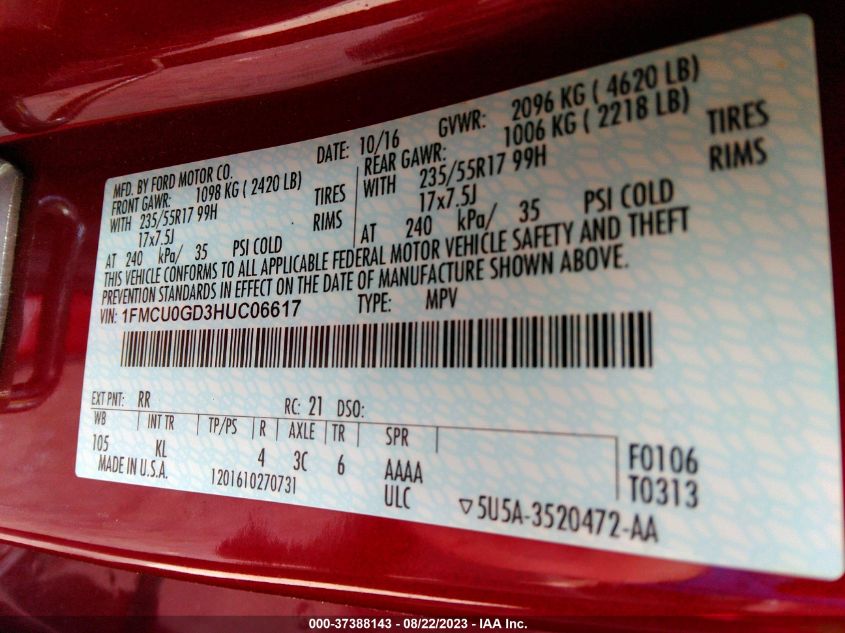 MFD. BY FORD MOTOR CO.
DATE: 10/16
GVWR: 2096 KG ( 4620 LB)
FRONT GAWR: 1098 KG ( 2420 LB)
WITH 235/55R17 99H TIRES
17x7.5J RIMS
AT 240 kPa/ 35 PSI COLD
REAR GAWR: 1006 KG ( 2218 LB)
WITH 235/55R17 99H TIRES
17x7.5J RIMS
AT 240 kPa/ 35 PSI COLD
THIS VEHICLE CONFORMS TO ALL APPLICABLE FEDERAL MOTOR VEHICLE SAFETY AND THEFT
PREVENTION STANDARDS IN EFFECT ON THE DATE OF MANUFACTURE SHOWN ABOVE.
VIN: 1FMCU0GD3HUC06617 TYPE: MPV
EXT PNT: RR RC: 21 DSO:
WB INT TR TP/PS R AXLE TR SPR
105 KL 4 3C 6 AAAA
MADE IN U.S.A. 1201610270731 ULC
F0106
T0313
▽5U5A-3520472-AA
000-37388143 - 08/22/2023 - IAA Inc.